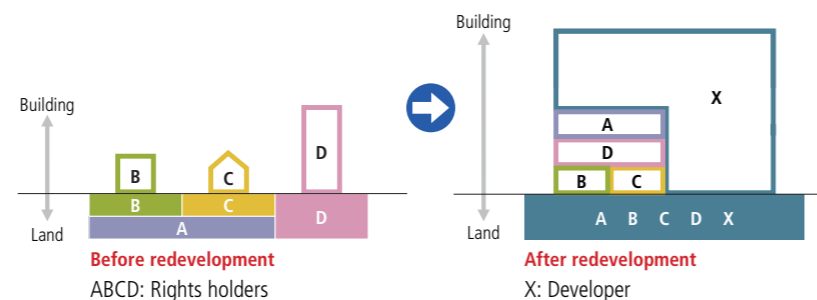 Building
B
C
D
B
C
A
D
Land
Before redevelopment
ABCD: Rights holders
Building
X
A
D
B C
A B C D X
Land
After redevelopment
X: Developer